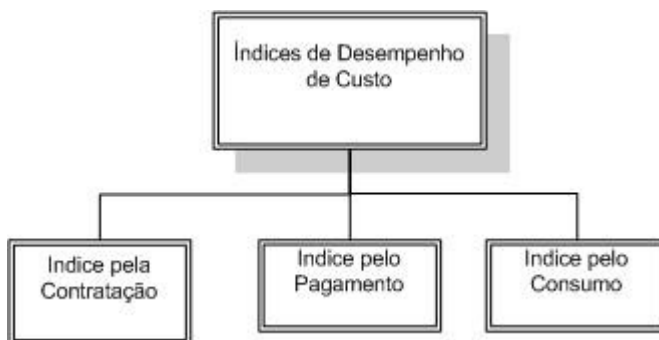 Índices de Desempenho
de Custo
Indice pela
Contratação
Indice pelo
Pagamento
Indice pelo
Consumo